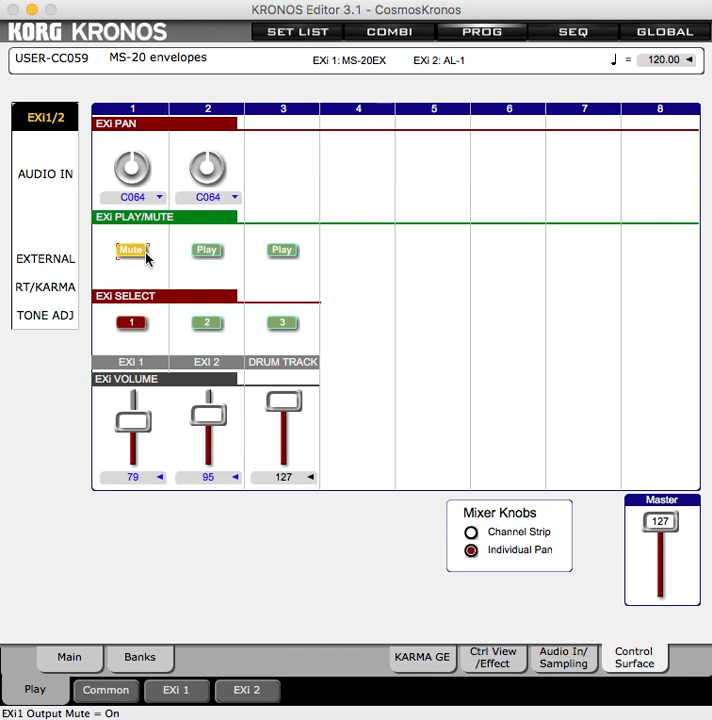 KRONOS Editor 3.1 - CosmosKronos
KORG KRONOS SET LIST COMBI PROG SEQ GLOBAL
USER-CC059 MS-20 envelopes EXi 1: MS-20EX EXi 2: AL-1 ♩ = 120.00
EXi1/2
AUDIO IN
EXTERNAL
RT/KARMA
TONE ADJ
1 2 3 4 5 6 7 8
EXi PAN
C064 C064
EXi PLAY/MUTE
Mute Play Play
EXi SELECT
1 2 3
EXI 1 EXI 2 DRUM TRACK
EXi VOLUME
79 95 127
Mixer Knobs
Channel Strip
Individual Pan
Master
127
Main Banks KARMA GE Ctrl View /Effect Audio In/ Sampling Control Surface
Play Common EXi 1 EXi 2
EXi1 Output Mute = On